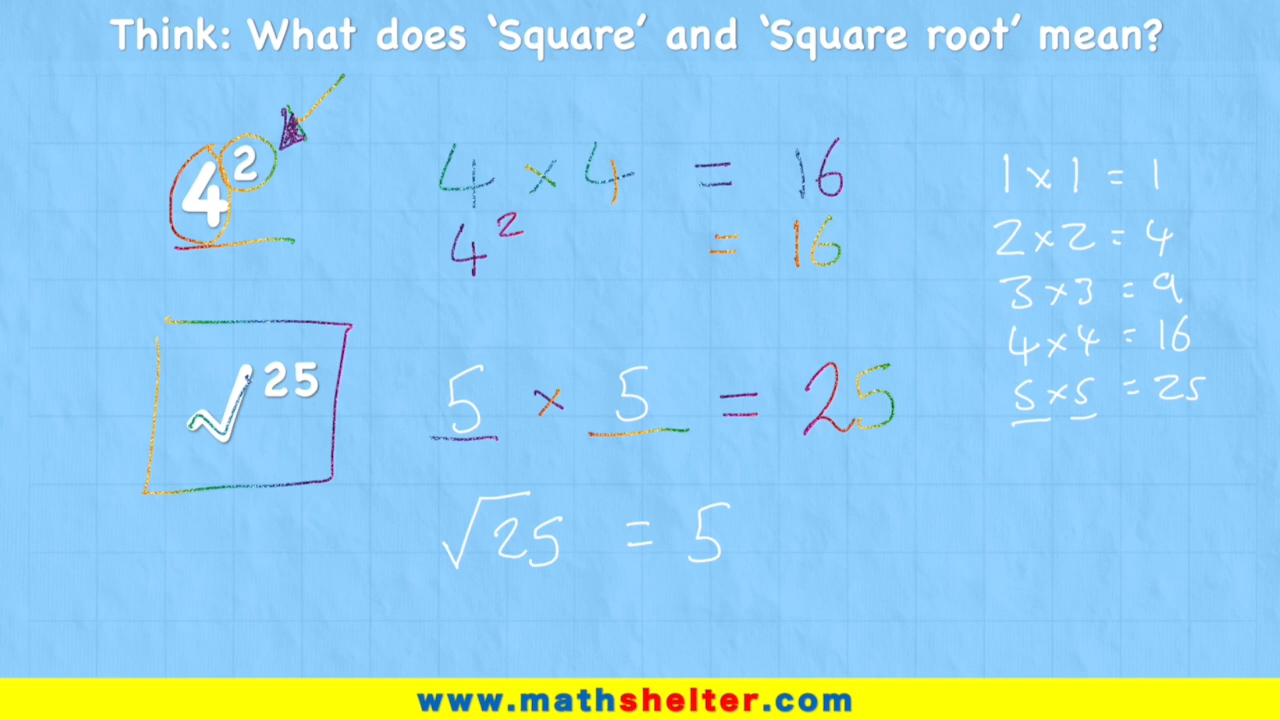 Think: What does ‘Square’ and ‘Square root’ mean?
4²
4 × 4 = 16
4² = 16
√25
5 × 5 = 25
√25 = 5
1 × 1 = 1
2 × 2 = 4
3 × 3 = 9
4 × 4 = 16
5 × 5 = 25
www.mathshelter.com